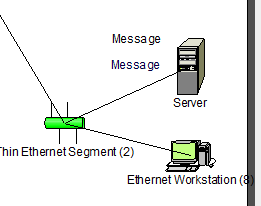 Message
Message
Server
Thin Ethernet Segment (2)
Ethernet Workstation (8)